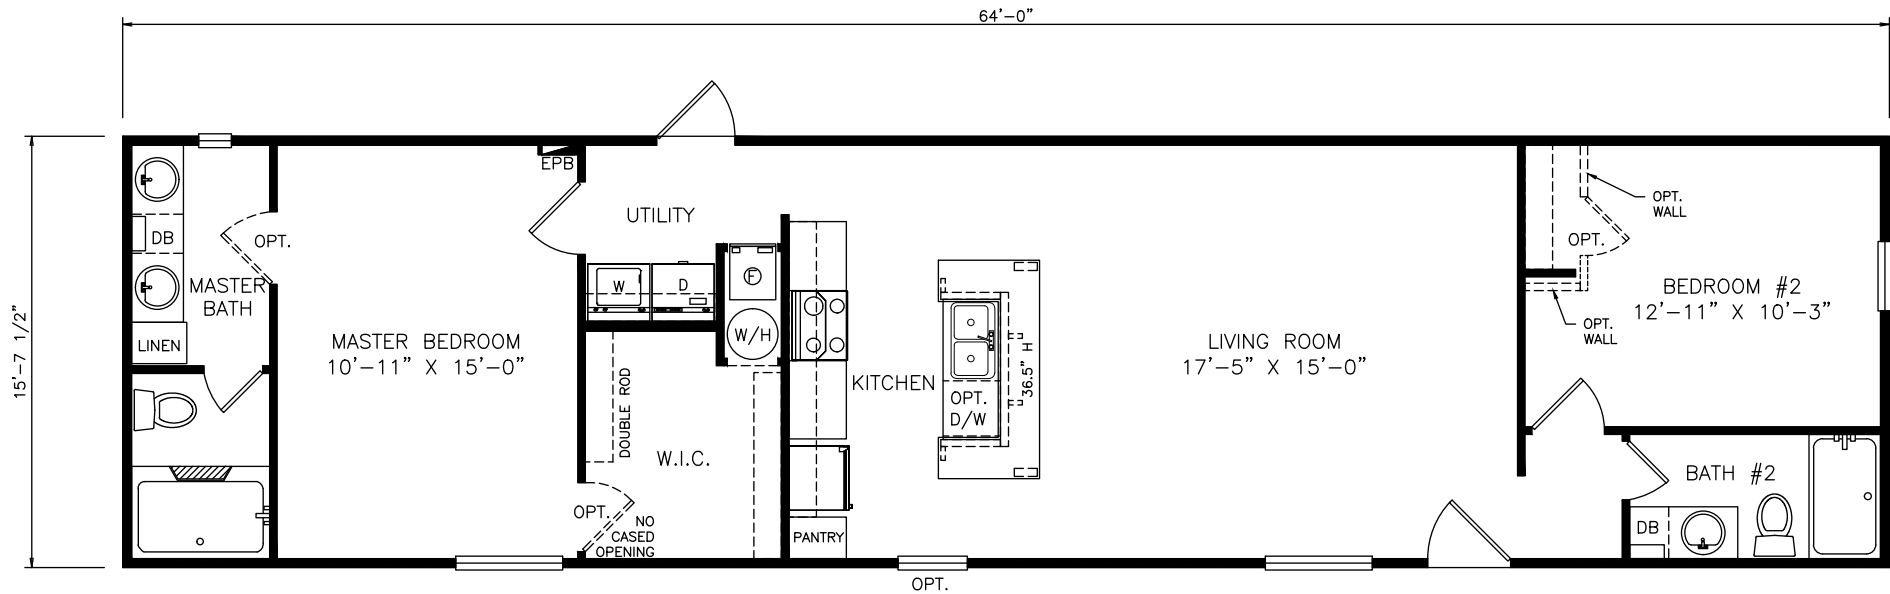 64'-0"
15'-7 1/2"
DB
OPT.
MASTER
BATH
LINEN
MASTER BEDROOM
10'-11" X 15'-0"
EPB
UTILITY
W
D
F
W/H
DOUBLE ROD
W.I.C.
OPT.
NO
CASED
OPENING
KITCHEN
PANTRY
OPT.
D/W
36.5" H
OPT.
LIVING ROOM
17'-5" X 15'-0"
OPT.
WALL
OPT.
BEDROOM #2
12'-11" X 10'-3"
OPT.
WALL
BATH #2
DB